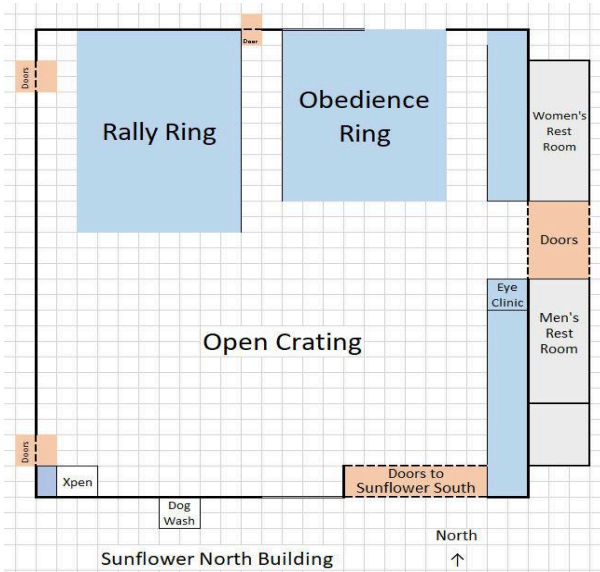 Door
Doors
Rally Ring
Obedience
Ring
Women's
Rest
Room
Doors
Eye
Clinic
Men's
Rest
Room
Open Crating
Doors
Xpen
Doors to
Sunflower South
Dog
Wash
Sunflower North Building
North